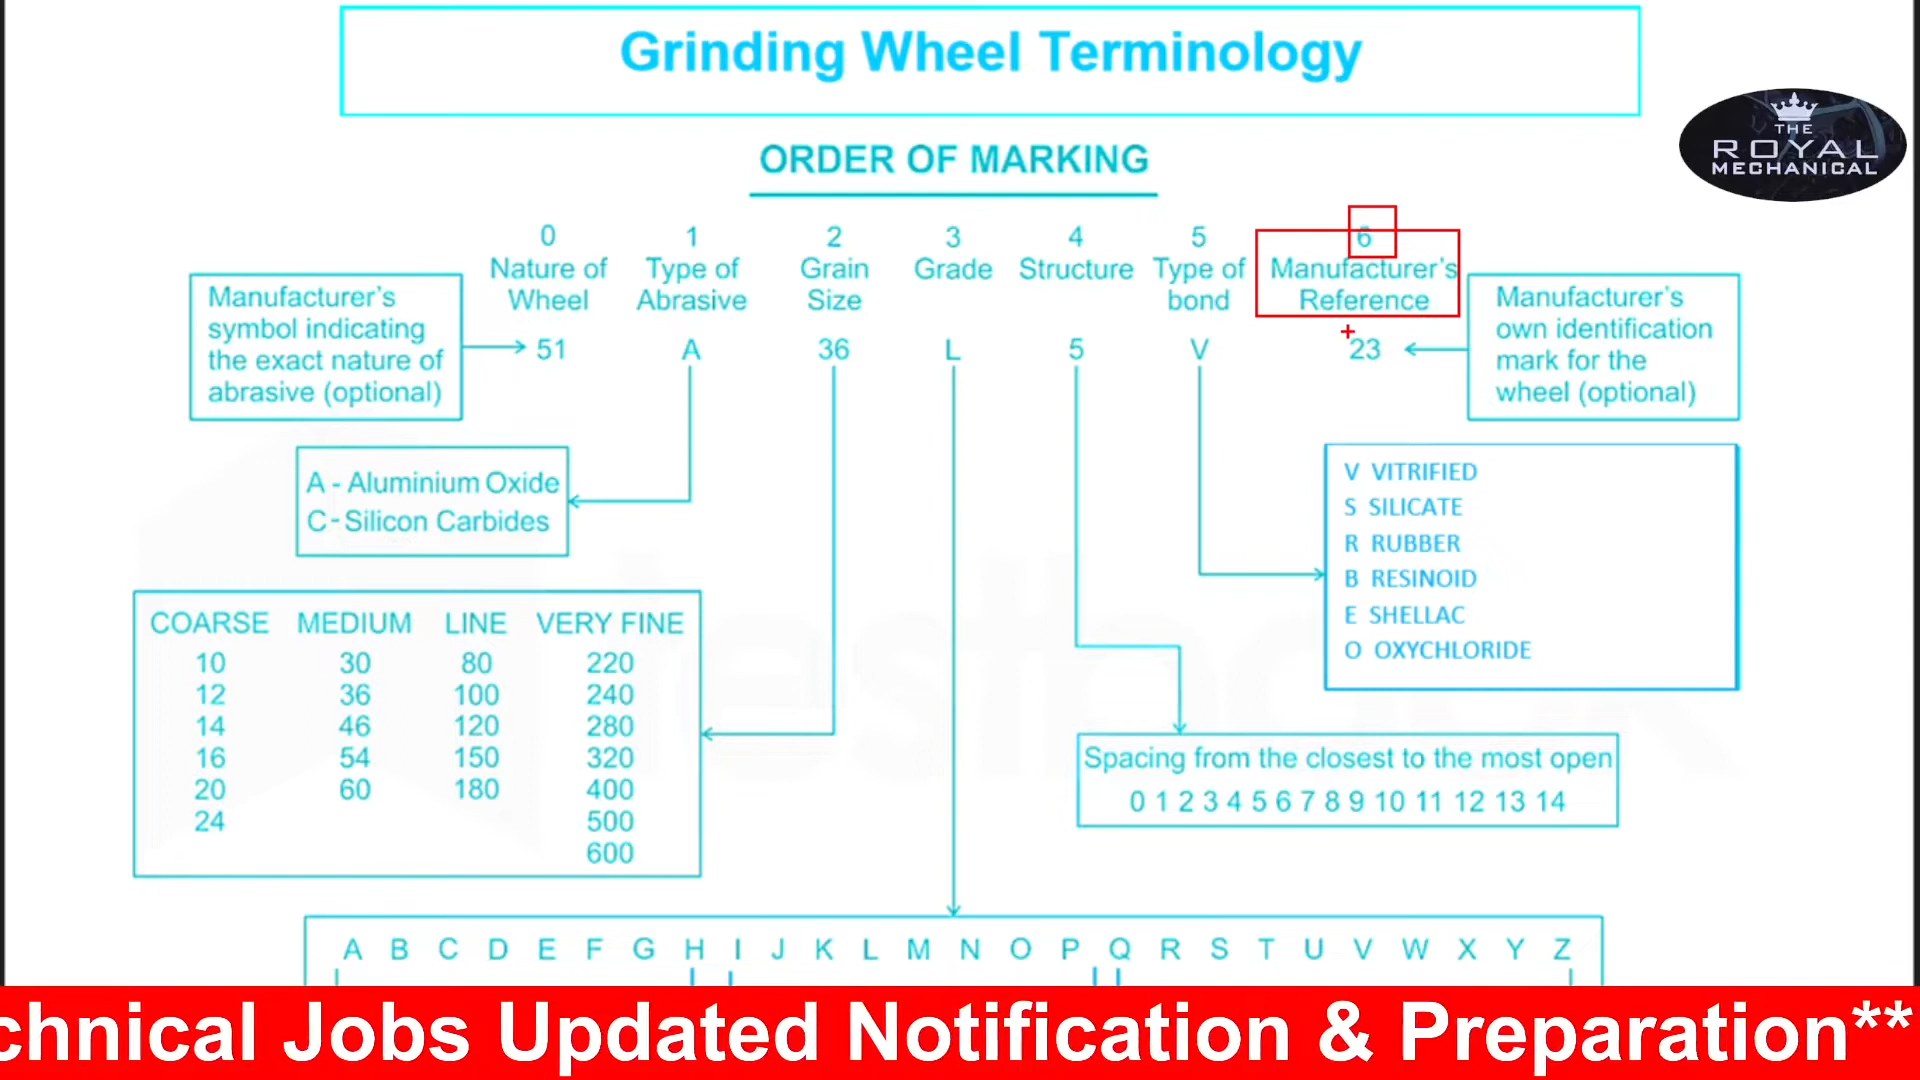 Grinding Wheel Terminology
THE
ROYAL
MECHANICAL
ORDER OF MARKING
0 1 2 3 4 5 6
Nature of Type of Grain Grade Structure Type of Manufacturer's
Wheel Abrasive Size bond Reference
51 A 36 L 5 V 23
Manufacturer's
symbol indicating
the exact nature of
abrasive (optional)
Manufacturer's
own identification
mark for the
wheel (optional)
A - Aluminium Oxide
C - Silicon Carbides
V VITRIFIED
S SILICATE
R RUBBER
B RESINOID
E SHELLAC
O OXYCHLORIDE
COARSE MEDIUM LINE VERY FINE
10 30 80 220
12 36 100 240
14 46 120 280
16 54 150 320
20 60 180 400
24 500
600
Spacing from the closest to the most open
0 1 2 3 4 5 6 7 8 9 10 11 12 13 14
A B C D E F G H I J K L M N O P Q R S T U V W X Y Z
chnical Jobs Updated Notification & Preparation**